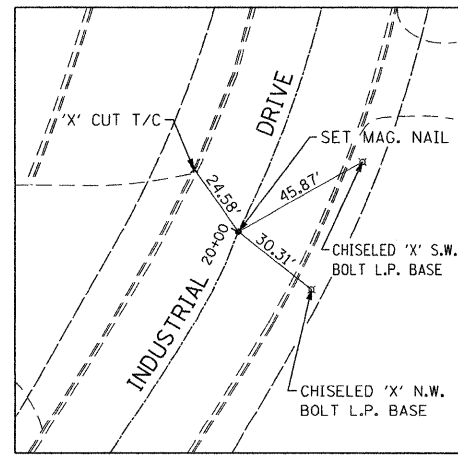 DRIVE
'X' CUT T/C
SET MAG. NAIL
24.58'
45.87'
20+00
30.31'
CHISELED 'X' S.W.
BOLT L.P. BASE
INDUSTRIAL
CHISELED 'X' N.W.
BOLT L.P. BASE